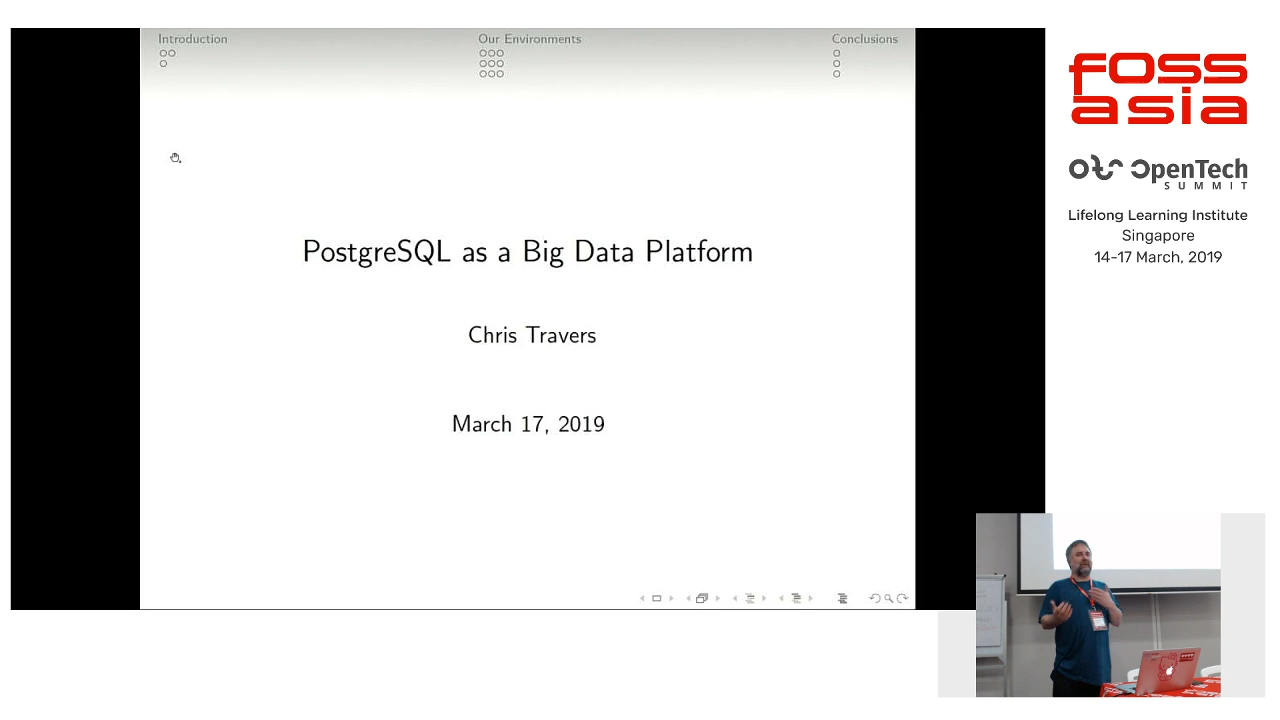 Introduction
Our Environments
Conclusions
PostgreSQL as a Big Data Platform
Chris Travers
March 17, 2019
FOSS
asia
OpenTech
SUMMIT
Lifelong Learning Institute
Singapore
14-17 March, 2019